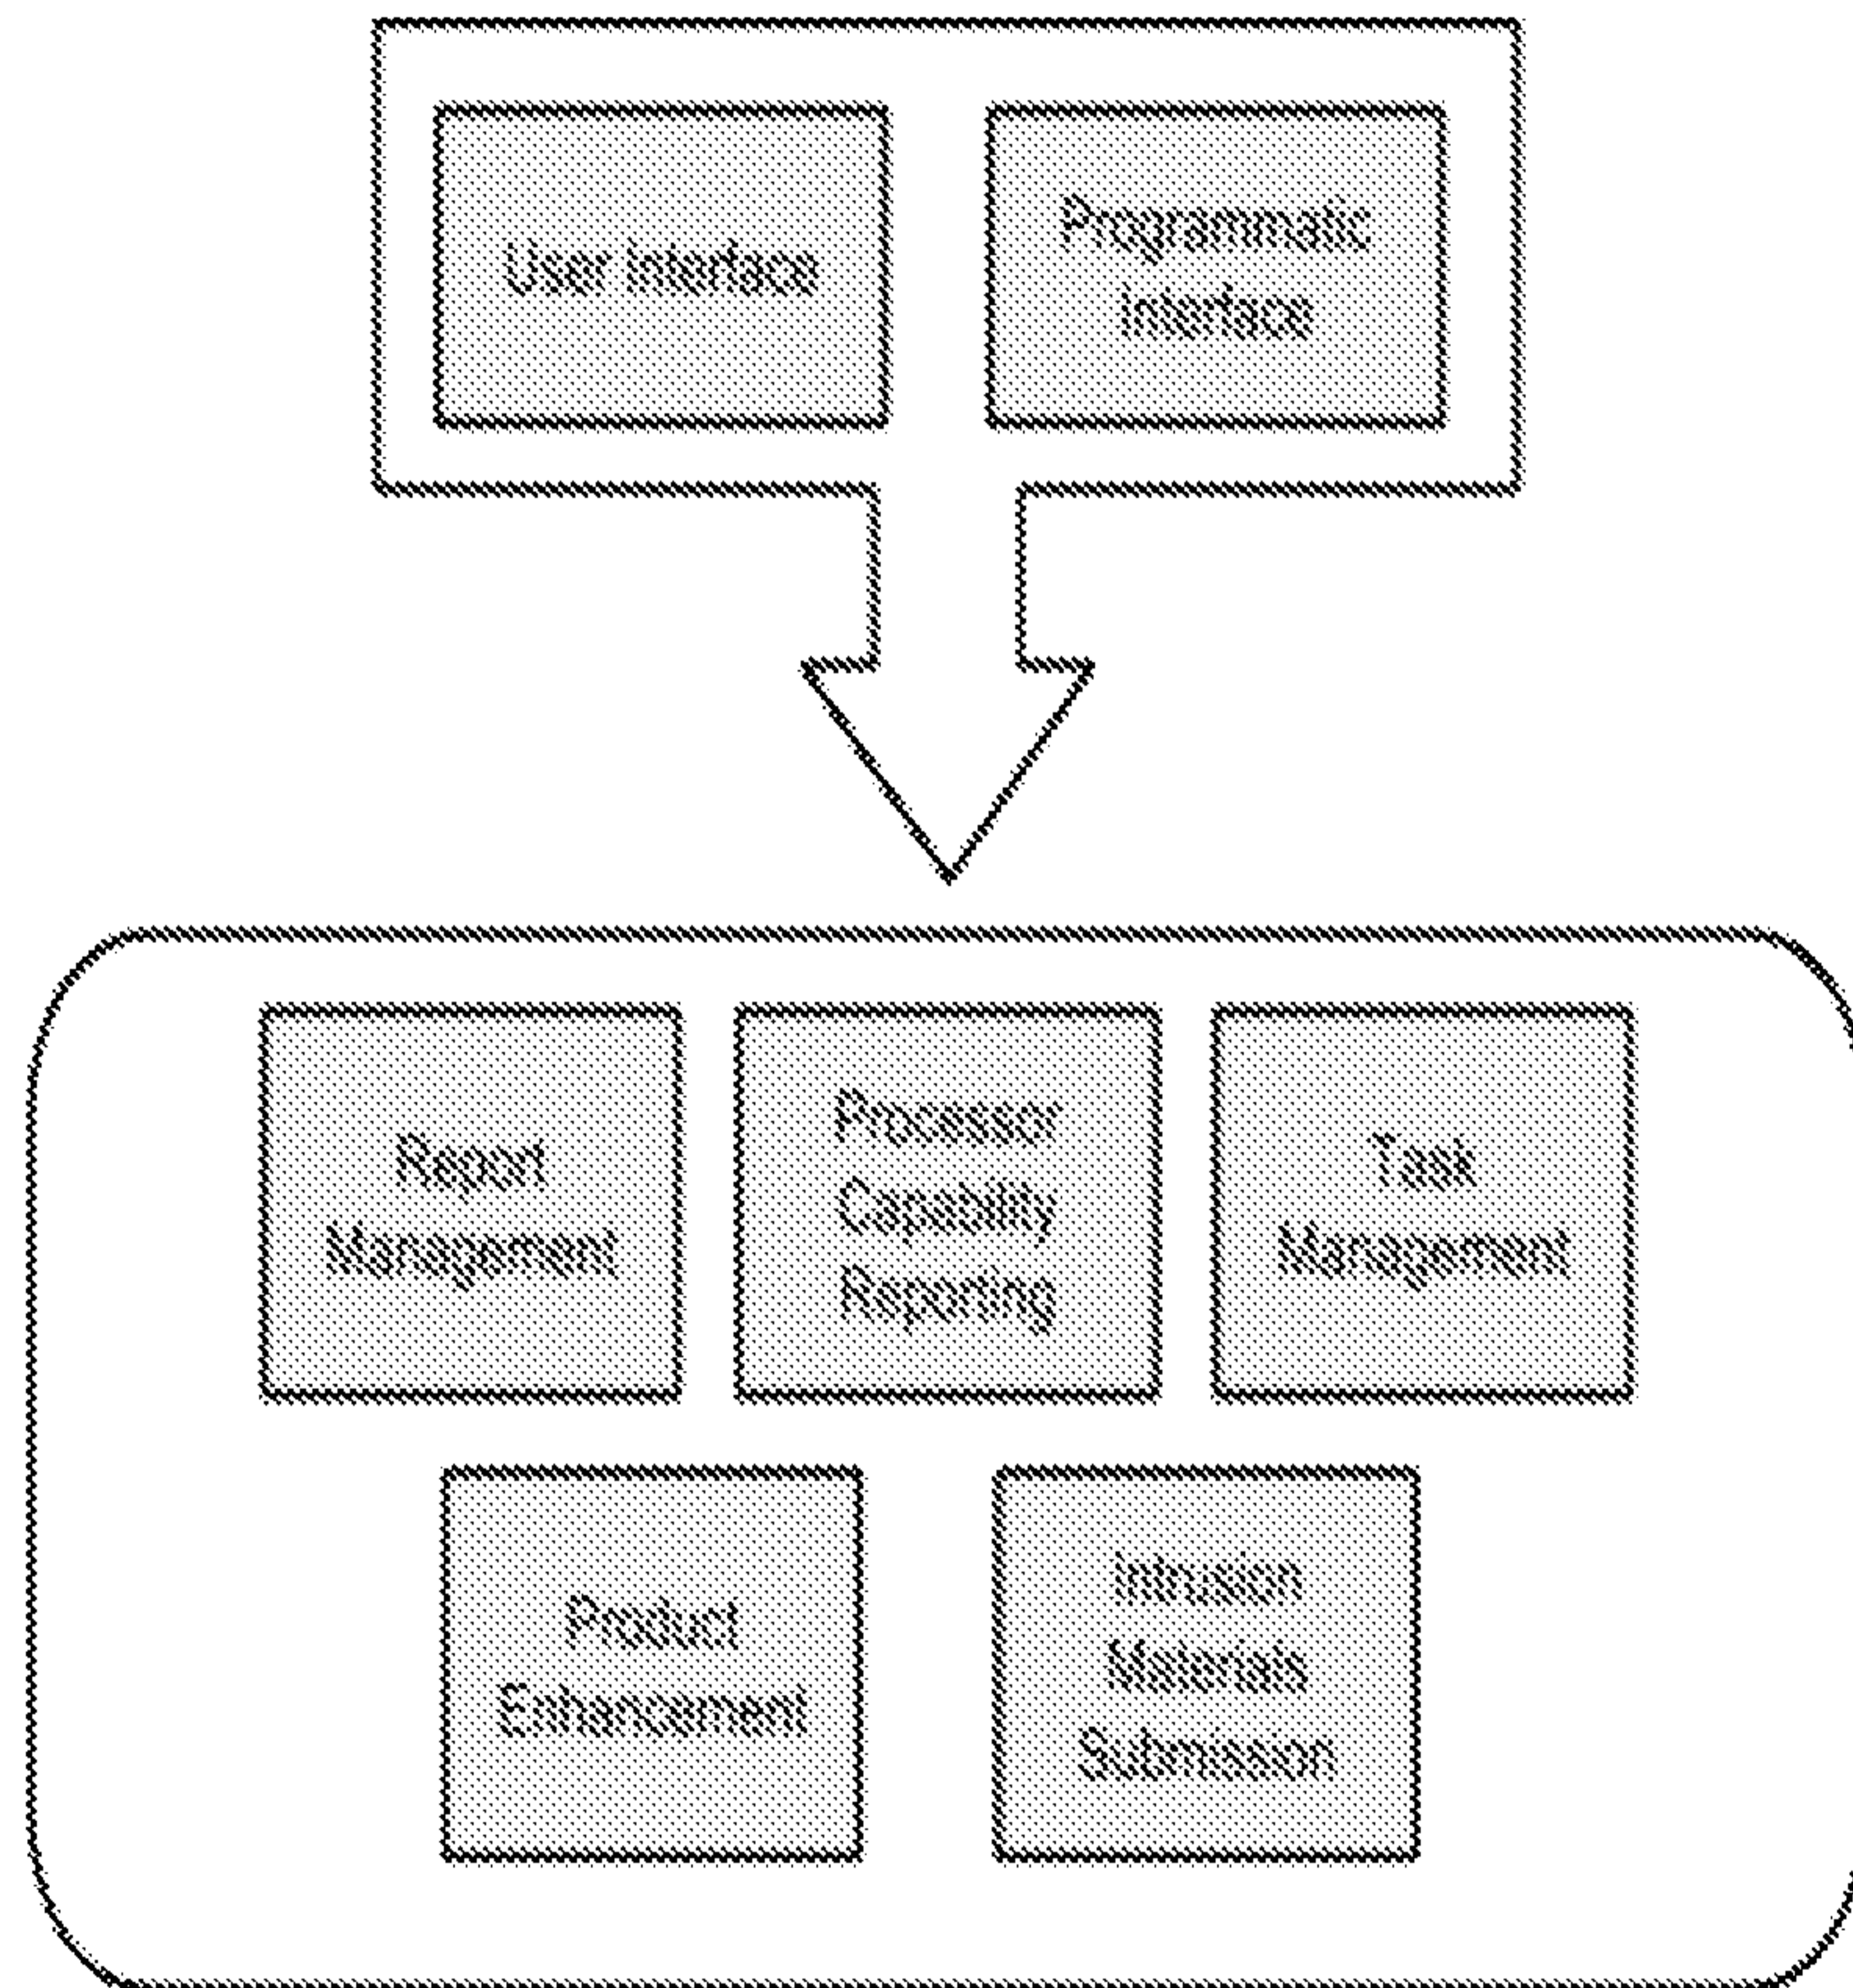 User interface
Programmatic
Interface
Report
Management
Processor
Capability
Reporting
Task
Management
Product
Enhancement
Intrusion
Materials
Submission